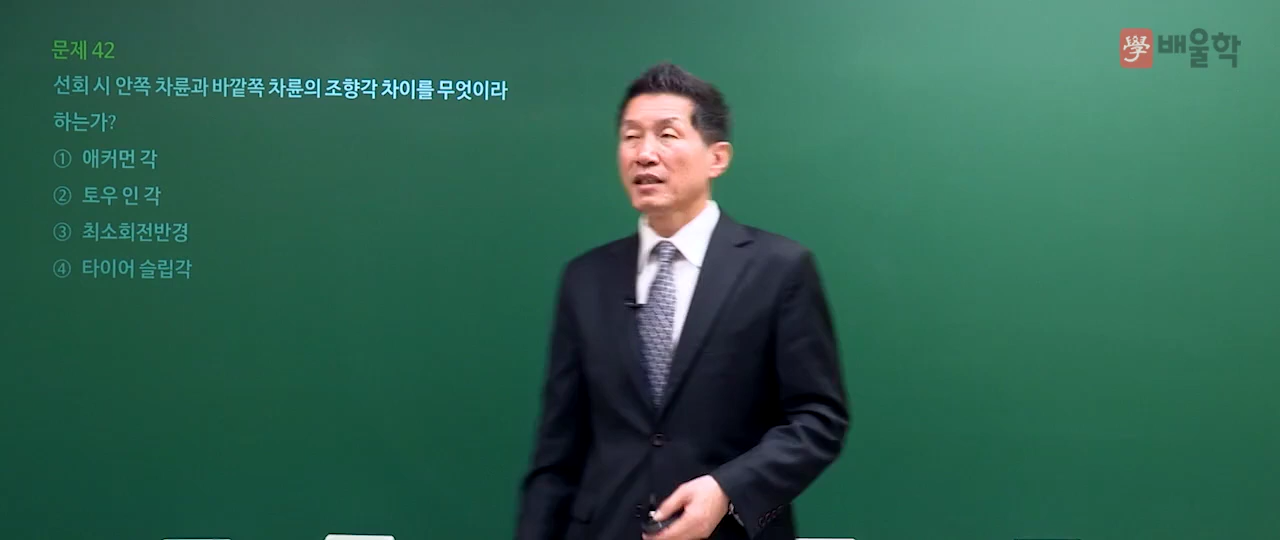 문제 42
선회 시 안쪽 차륜과 바깥쪽 차륜의 조향각 차이를 무엇이라
하는가?
① 애커먼 각
② 토우 인 각
③ 최소회전반경
④ 타이어 슬립각
學 배울학